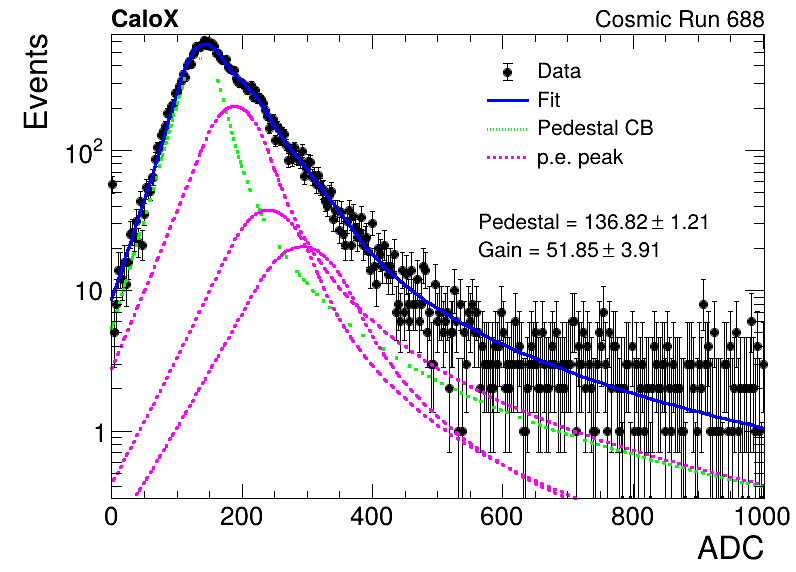 CaloX Cosmic Run 688
Events
Data
Fit
Pedestal CB
p.e. peak
Pedestal = 136.82 ± 1.21
Gain = 51.85 ± 3.91
10²
10
1
0 200 400 600 800 1000
ADC